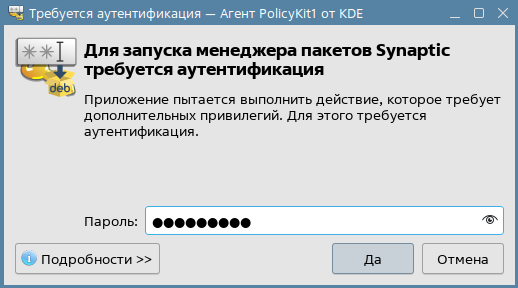 Требуется аутентификация — Агент PolicyKit1 от KDE
Для запуска менеджера пакетов Synaptic
требуется аутентификация
deb
Приложение пытается выполнить действие, которое требует
дополнительных привилегий. Для этого требуется
аутентификация.
Пароль: ●●●●●●●●●
Подробности >> Да Отмена